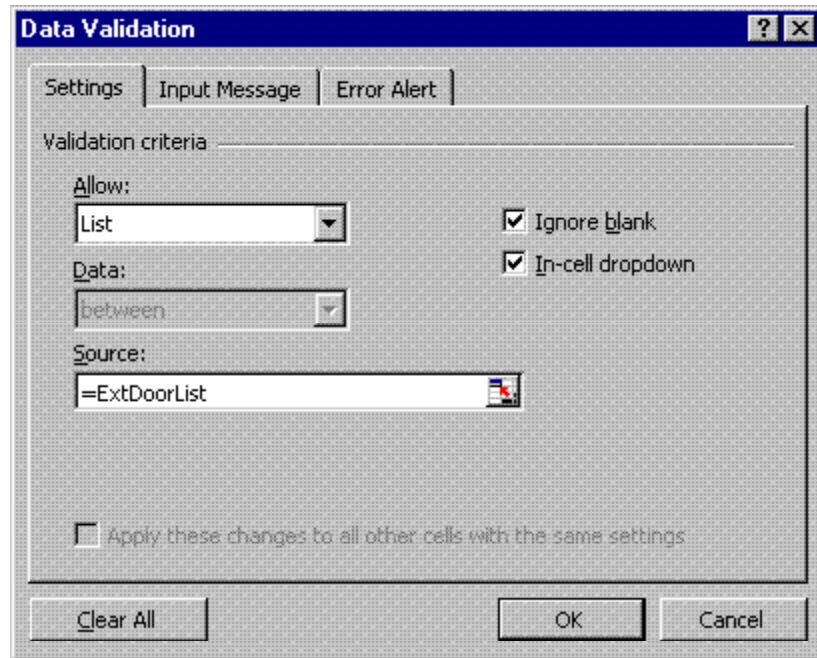 Data Validation
Settings Input Message Error Alert
Validation criteria
Allow:
List
Ignore blank
Data:
In-cell dropdown
between
Source:
=ExtDoorList
Apply these changes to all other cells with the same settings
Clear All OK Cancel